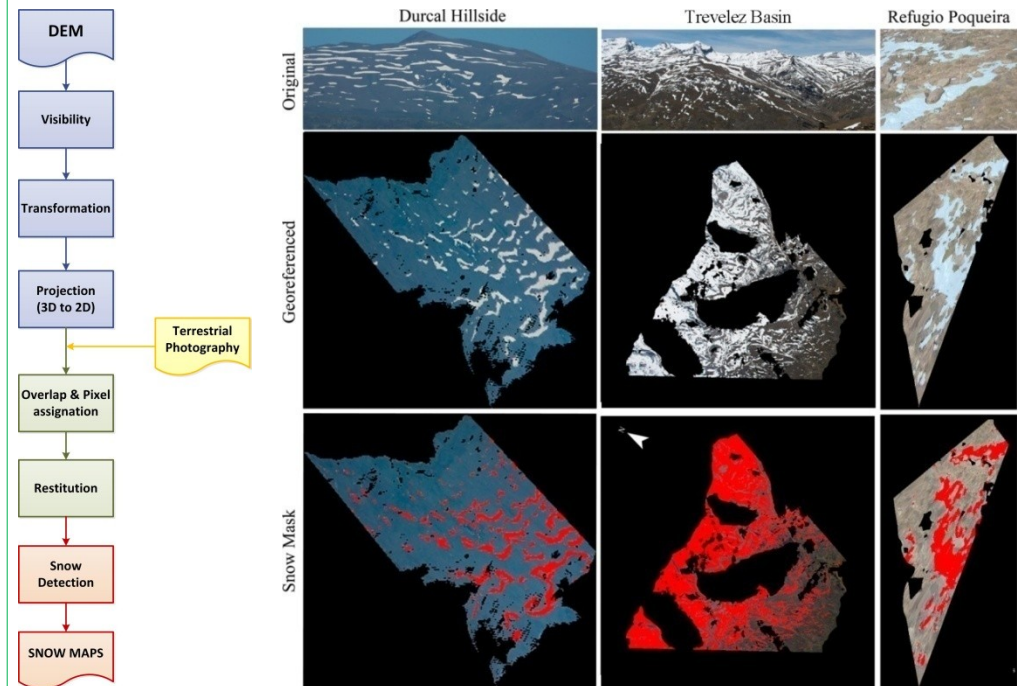 DEM
Visibility
Transformation
Projection
(3D to 2D)
Terrestrial
Photography
Overlap & Pixel
assignation
Restitution
Snow
Detection
SNOW MAPS
Durcal Hillside
Trevelez Basin
Refugio Poqueira
Original
Georeferenced
Snow Mask